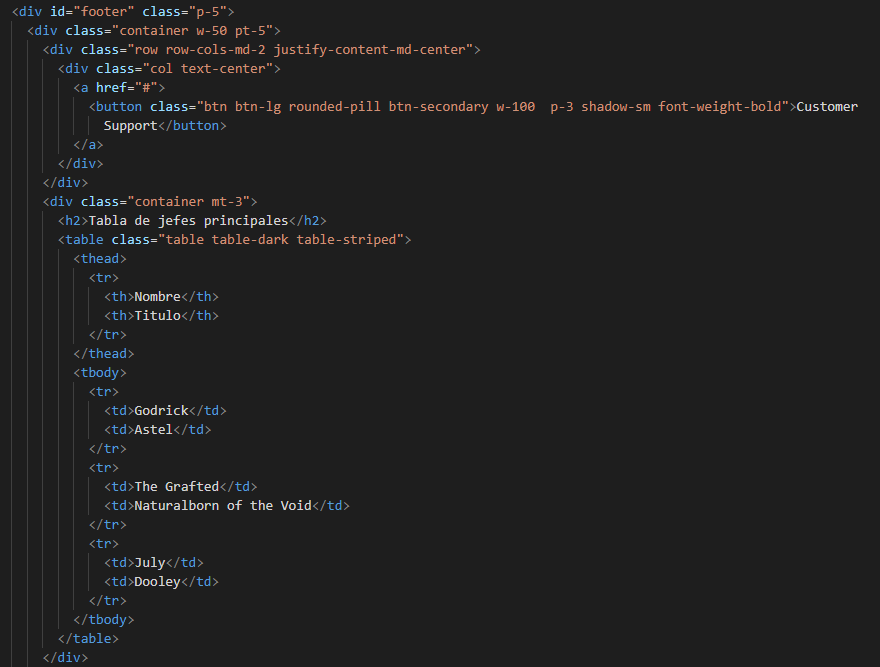 <div id="footer" class="p-5">
<div class="container w-50 pt-5">
<div class="row row-cols-md-2 justify-content-md-center">
<div class="col text-center">
<a href="#">
<button class="btn btn-lg rounded-pill btn-secondary w-100  p-3 shadow-sm font-weight-bold">Customer
Support</button>
</a>
</div>
</div>
<div class="container mt-3">
<h2>Tabla de jefes principales</h2>
<table class="table table-dark table-striped">
<thead>
<tr>
<th>Nombre</th>
<th>Titulo</th>
</tr>
</thead>
<tbody>
<tr>
<td>Godrick</td>
<td>Astel</td>
</tr>
<tr>
<td>The Grafted</td>
<td>Naturalborn of the Void</td>
</tr>
<tr>
<td>July</td>
<td>Dooley</td>
</tr>
</tbody>
</table>
</div>